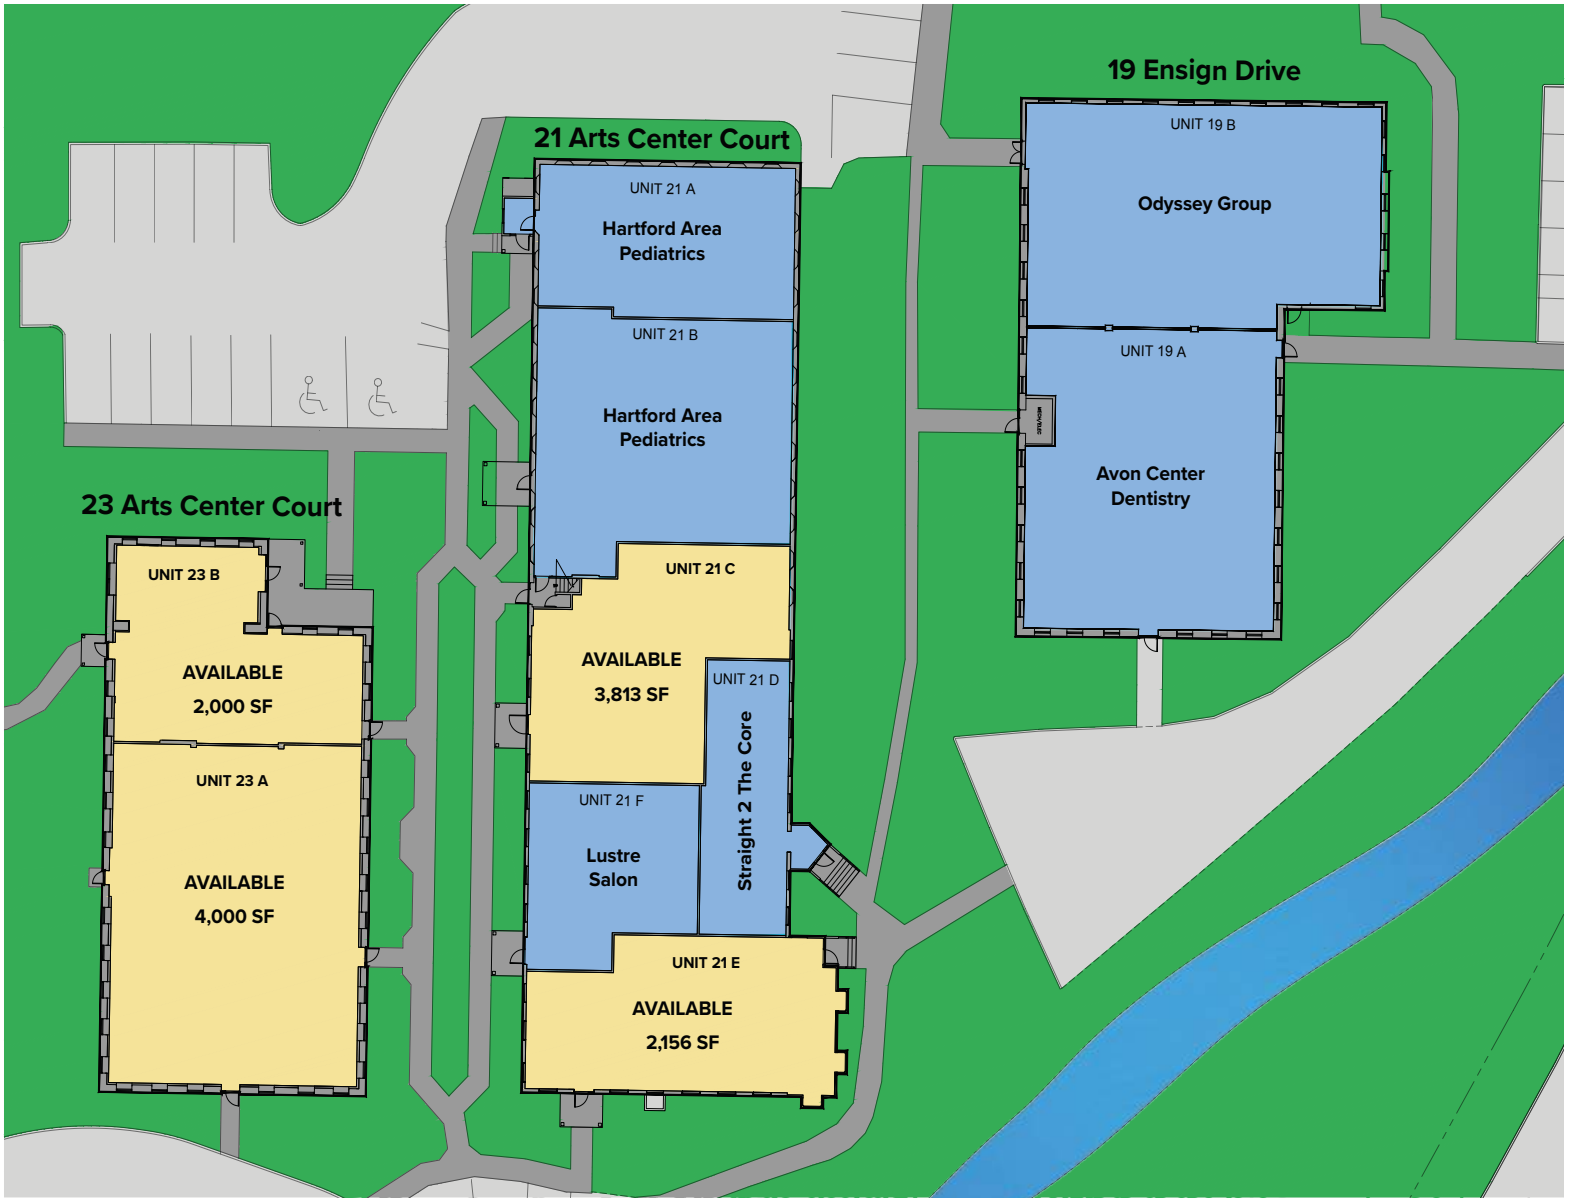 19 Ensign Drive
UNIT 19 B
Odyssey Group
UNIT 19 A
MECH/ELEC
Avon Center
Dentistry
21 Arts Center Court
UNIT 21 A
Hartford Area
Pediatrics
UNIT 21 B
Hartford Area
Pediatrics
UNIT 21 C
AVAILABLE
3,813 SF
UNIT 21 D
Straight 2 The Core
UNIT 21 F
Lustre
Salon
UNIT 21 E
AVAILABLE
2,156 SF
23 Arts Center Court
UNIT 23 B
AVAILABLE
2,000 SF
UNIT 23 A
AVAILABLE
4,000 SF